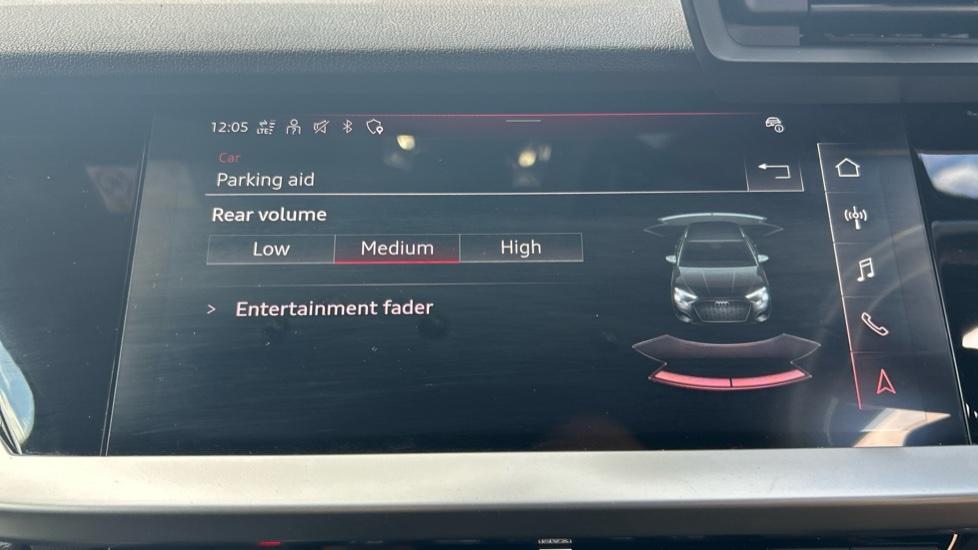 12:05 LTE
Car
Parking aid
Rear volume
Low Medium High
> Entertainment fader